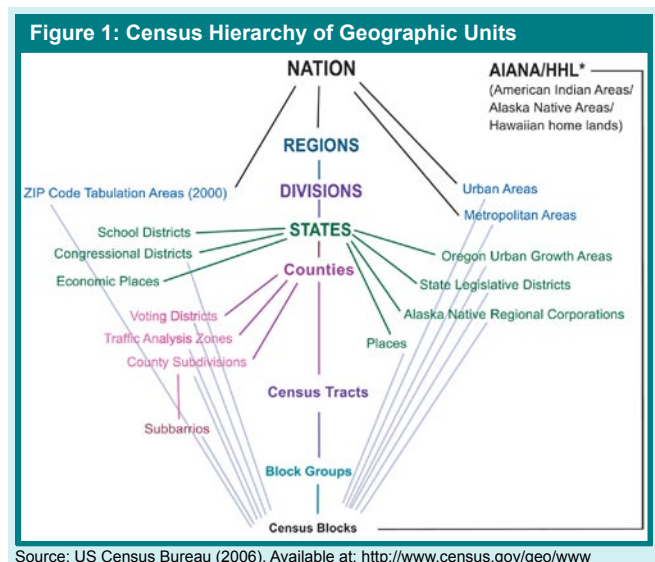 Figure 1: Census Hierarchy of Geographic Units
NATION
AIANA/HHL*
(American Indian Areas/
Alaska Native Areas/
Hawaiian home lands)
REGIONS
DIVISIONS
ZIP Code Tabulation Areas (2000)
Urban Areas
Metropolitan Areas
STATES
School Districts
Congressional Districts
Economic Places
Oregon Urban Growth Areas
State Legislative Districts
Alaska Native Regional Corporations
Places
Counties
Voting Districts
Traffic Analysis Zones
County Subdivisions
Subbarrios
Census Tracts
Block Groups
Census Blocks
Source: US Census Bureau (2006). Available at: http://www.census.gov/geo/www